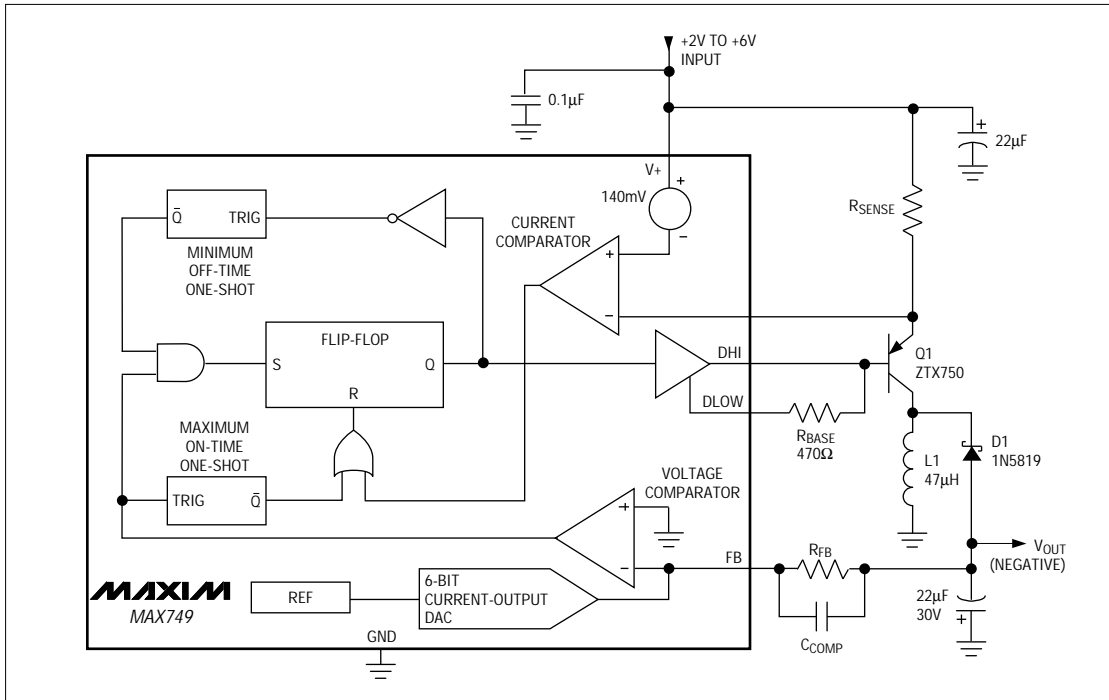 +2V TO +6V
INPUT
0.1µF
22µF
V+
+
140mV
–
+
RSENSE
Q̄ TRIG
MINIMUM
OFF-TIME
ONE-SHOT
CURRENT
COMPARATOR
+
–
FLIP-FLOP
S Q
R
DHI
DLOW
Q1
ZTX750
RBASE
470Ω
MAXIMUM
ON-TIME
ONE-SHOT
TRIG Q̄
VOLTAGE
COMPARATOR
+
–
L1
47µH
D1
1N5819
FB
RFB
CCOMP
VOUT
(NEGATIVE)
22µF
30V
+
MAXIM
MAX749
REF
6-BIT
CURRENT-OUTPUT
DAC
GND